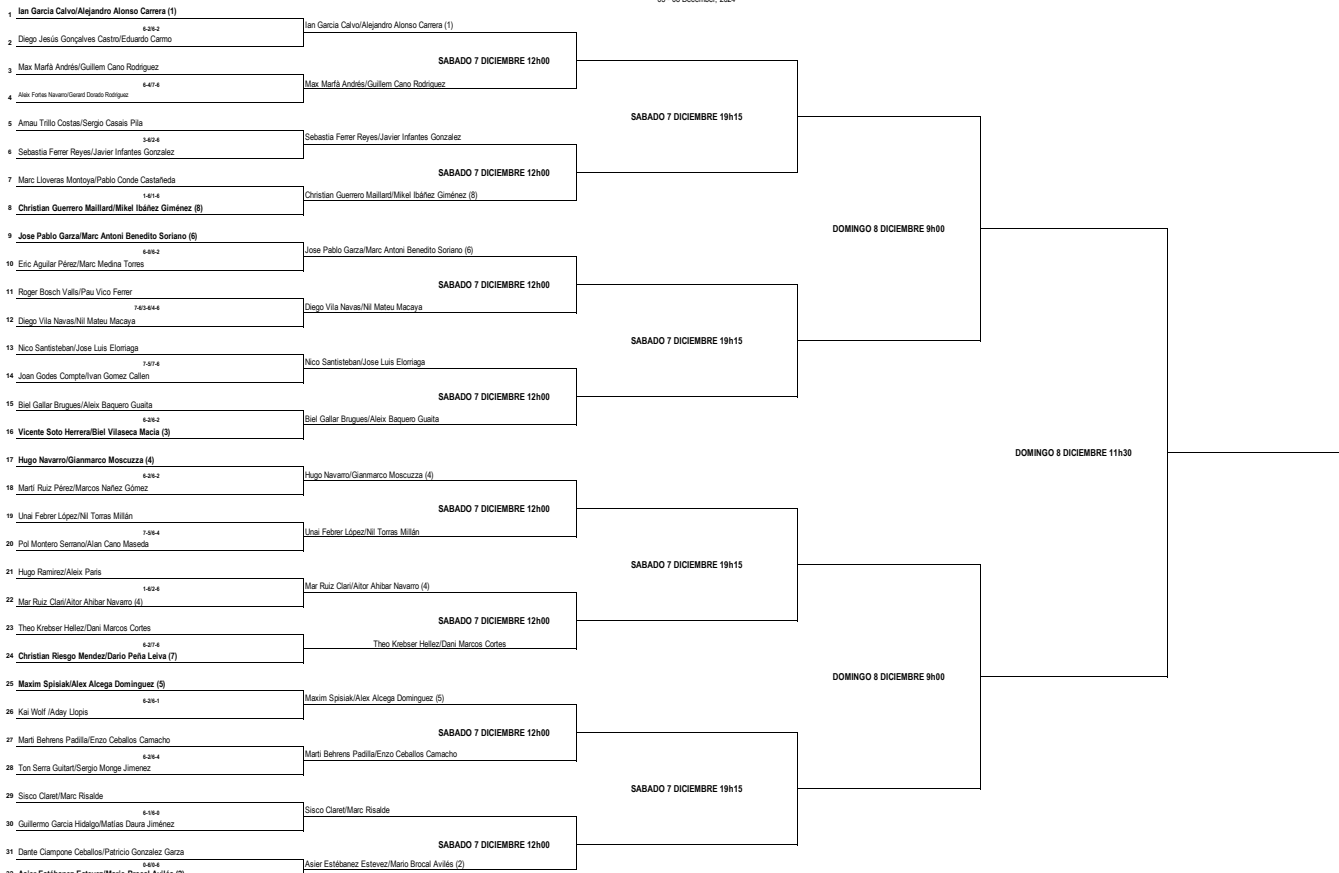 05 - 08 December, 2024
1 Ian Garcia Calvo/Alejandro Alonso Carrera (1)
6-2/6-2
Ian Garcia Calvo/Alejandro Alonso Carrera (1)
2 Diego Jesús Gonçalves Castro/Eduardo Carmo
SABADO 7 DICIEMBRE 12h00
3 Max Marfà Andrés/Guillem Cano Rodriguez
6-4/7-6
Max Marfà Andrés/Guillem Cano Rodriguez
4 Aleix Fortes Navarro/Gerard Dorado Rodriguez
SABADO 7 DICIEMBRE 19h15
5 Arnau Trillo Costas/Sergio Casais Pila
3-6/2-6
Sebastia Ferrer Reyes/Javier Infantes Gonzalez
6 Sebastia Ferrer Reyes/Javier Infantes Gonzalez
SABADO 7 DICIEMBRE 12h00
7 Marc Lloveras Montoya/Pablo Conde Castañeda
1-6/1-6
Christian Guerrero Maillard/Mikel Ibáñez Giménez (8)
8 Christian Guerrero Maillard/Mikel Ibáñez Giménez (8)
DOMINGO 8 DICIEMBRE 9h00
9 Jose Pablo Garza/Marc Antoni Benedito Soriano (6)
6-0/6-2
Jose Pablo Garza/Marc Antoni Benedito Soriano (6)
10 Eric Aguilar Pérez/Marc Medina Torres
SABADO 7 DICIEMBRE 12h00
11 Roger Bosch Valls/Pau Vico Ferrer
7-6/3-6/4-6
Diego Vila Navas/Nil Mateu Macaya
12 Diego Vila Navas/Nil Mateu Macaya
SABADO 7 DICIEMBRE 19h15
13 Nico Santisteban/Jose Luis Elorriaga
7-5/7-6
Nico Santisteban/Jose Luis Elorriaga
14 Joan Godes Compte/Ivan Gomez Callen
SABADO 7 DICIEMBRE 12h00
15 Biel Gallar Brugues/Aleix Baquero Guaita
6-2/6-2
Biel Gallar Brugues/Aleix Baquero Guaita
16 Vicente Soto Herrera/Biel Vilaseca Macia (3)
DOMINGO 8 DICIEMBRE 11h30
17 Hugo Navarro/Gianmarco Moscuzza (4)
6-2/6-2
Hugo Navarro/Gianmarco Moscuzza (4)
18 Martí Ruiz Pérez/Marcos Nañez Gómez
SABADO 7 DICIEMBRE 12h00
19 Unai Febrer López/Nil Torras Millán
7-5/6-4
Unai Febrer López/Nil Torras Millán
20 Pol Montero Serrano/Alan Cano Maseda
SABADO 7 DICIEMBRE 19h15
21 Hugo Ramirez/Aleix Paris
1-6/2-6
Mar Ruiz Clari/Aitor Ahibar Navarro (4)
22 Mar Ruiz Clari/Aitor Ahibar Navarro (4)
SABADO 7 DICIEMBRE 12h00
23 Theo Krebser Hellez/Dani Marcos Cortes
6-2/7-6
Theo Krebser Hellez/Dani Marcos Cortes
24 Christian Riesgo Mendez/Dario Peña Leiva (7)
DOMINGO 8 DICIEMBRE 9h00
25 Maxim Spisiak/Alex Alcega Dominguez (5)
6-2/6-1
Maxim Spisiak/Alex Alcega Dominguez (5)
26 Kai Wolf /Aday Llopis
SABADO 7 DICIEMBRE 12h00
27 Marti Behrens Padilla/Enzo Ceballos Camacho
6-2/6-4
Marti Behrens Padilla/Enzo Ceballos Camacho
28 Ton Serra Guitart/Sergio Monge Jimenez
SABADO 7 DICIEMBRE 19h15
29 Sisco Claret/Marc Risalde
6-1/6-0
Sisco Claret/Marc Risalde
30 Guillermo Garcia Hidalgo/Matías Daura Jiménez
SABADO 7 DICIEMBRE 12h00
31 Dante Ciampone Ceballos/Patricio Gonzalez Garza
0-6/0-6
Asier Estébanez Estevez/Mario Brocal Avilés (2)
32 Asier Estébanez Estevez/Mario Brocal Avilés (2)